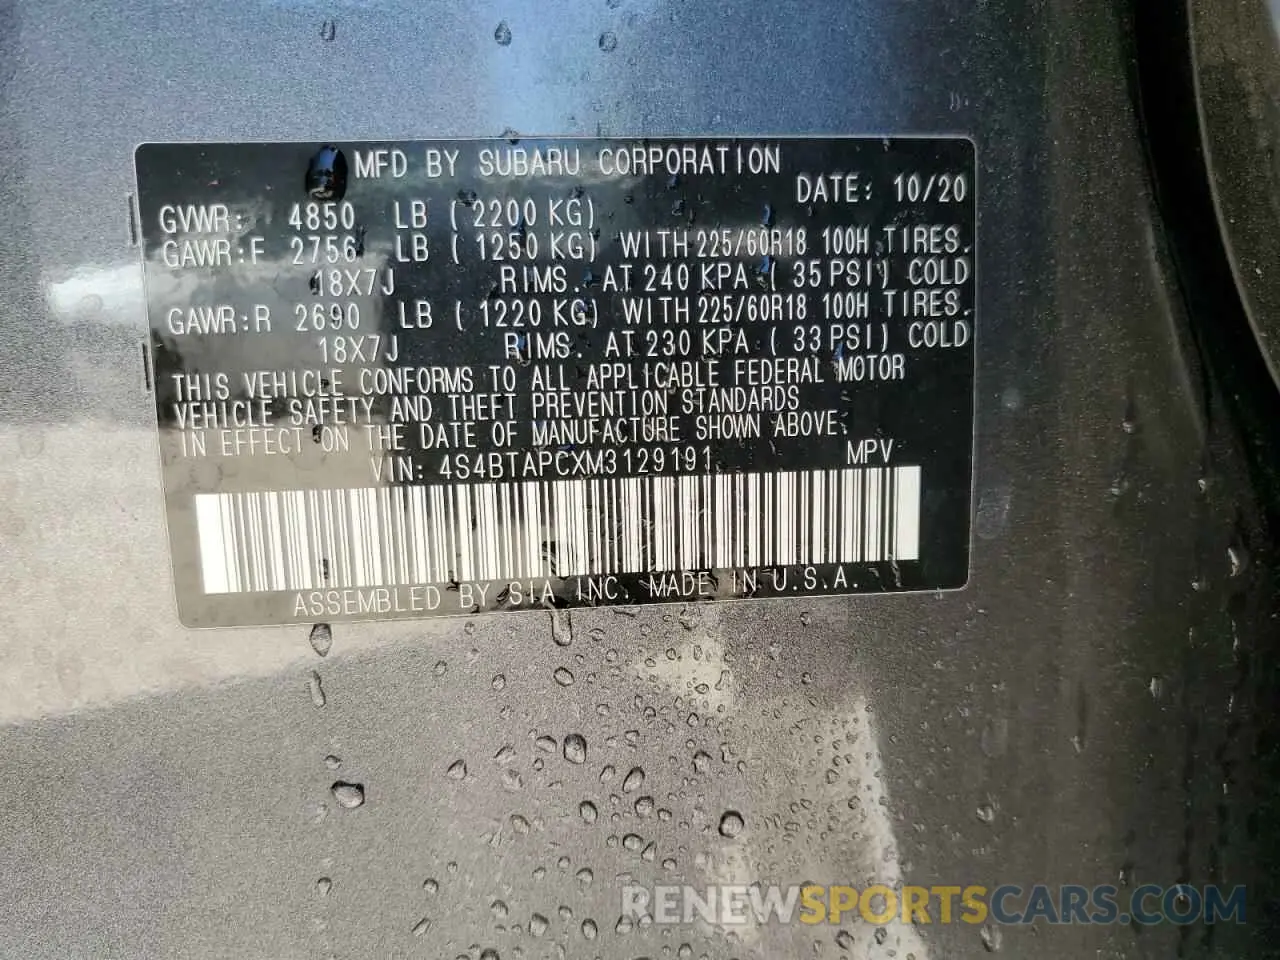 MFD BY SUBARU CORPORATION
DATE: 10/20
GVWR: 4850 LB (2200 KG)
GAWR:F 2756 LB (1250 KG) WITH 225/60R18 100H TIRES.
18X7J RIMS. AT 240 KPA (35 PSI) COLD
GAWR:R 2690 LB (1220 KG) WITH 225/60R18 100H TIRES.
18X7J RIMS. AT 230 KPA (33 PSI) COLD
THIS VEHICLE CONFORMS TO ALL APPLICABLE FEDERAL MOTOR
VEHICLE SAFETY AND THEFT PREVENTION STANDARDS
IN EFFECT ON THE DATE OF MANUFACTURE SHOWN ABOVE.
VIN: 4S4BTAPCXM3129191 MPV
ASSEMBLED BY SIA INC. MADE IN U.S.A.
RENEWSPORTSCARS.COM